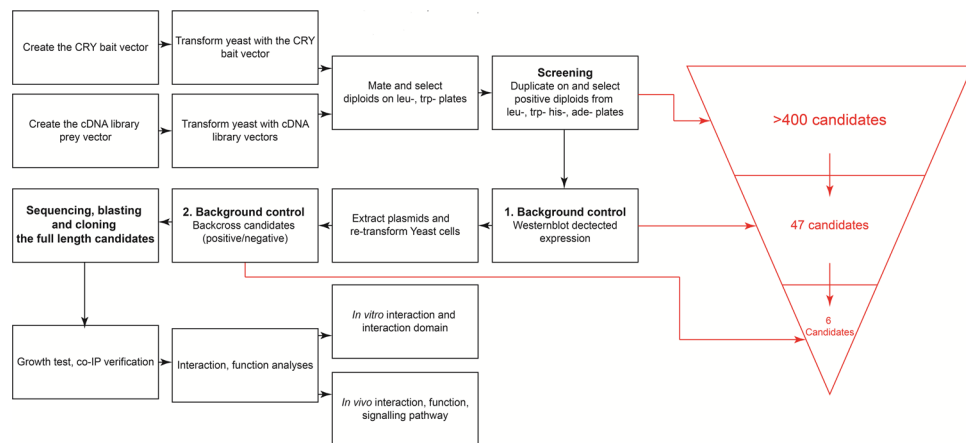 Create the CRY bait vector
Transform yeast with the CRY
bait vector
Create the cDNA library
prey vector
Transform yeast with cDNA
library vectors
Mate and select
diploids on leu-, trp- plates
Screening
Duplicate on and select
positive diploids from
leu-, trp- his-, ade- plates
>400 candidates
Sequencing, blasting
and cloning
the full length candidates
2. Background control
Backcross candidates
(positive/negative)
Extract plasmids and
re-transform Yeast cells
1. Background control
Westernblot dectected
expression
47 candidates
6
Candidates
Growth test, co-IP verification
Interaction, function analyses
In vitro interaction and
interaction domain
In vivo interaction, function,
signalling pathway